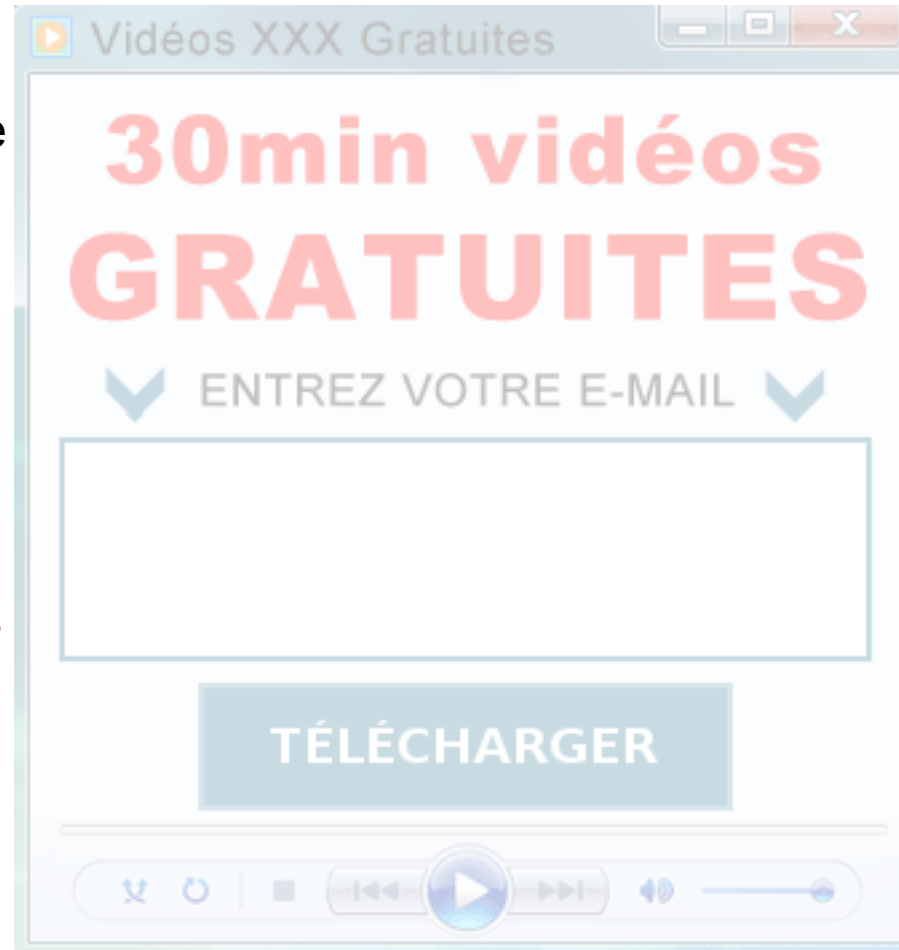 Vidéos XXX Gratuites
30min vidéos
GRATUITES
ENTREZ VOTRE E-MAIL
TÉLÉCHARGER